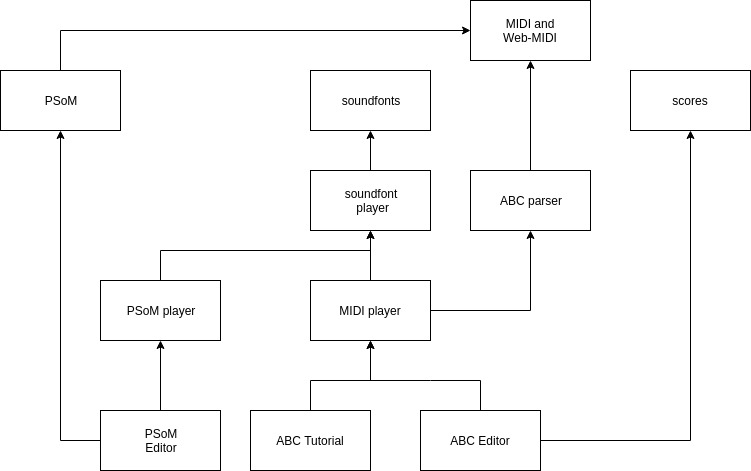 MIDI and
Web-MIDI
PSoM
soundfonts
scores
soundfont
player
ABC parser
PSoM player
MIDI player
PSoM
Editor
ABC Tutorial
ABC Editor